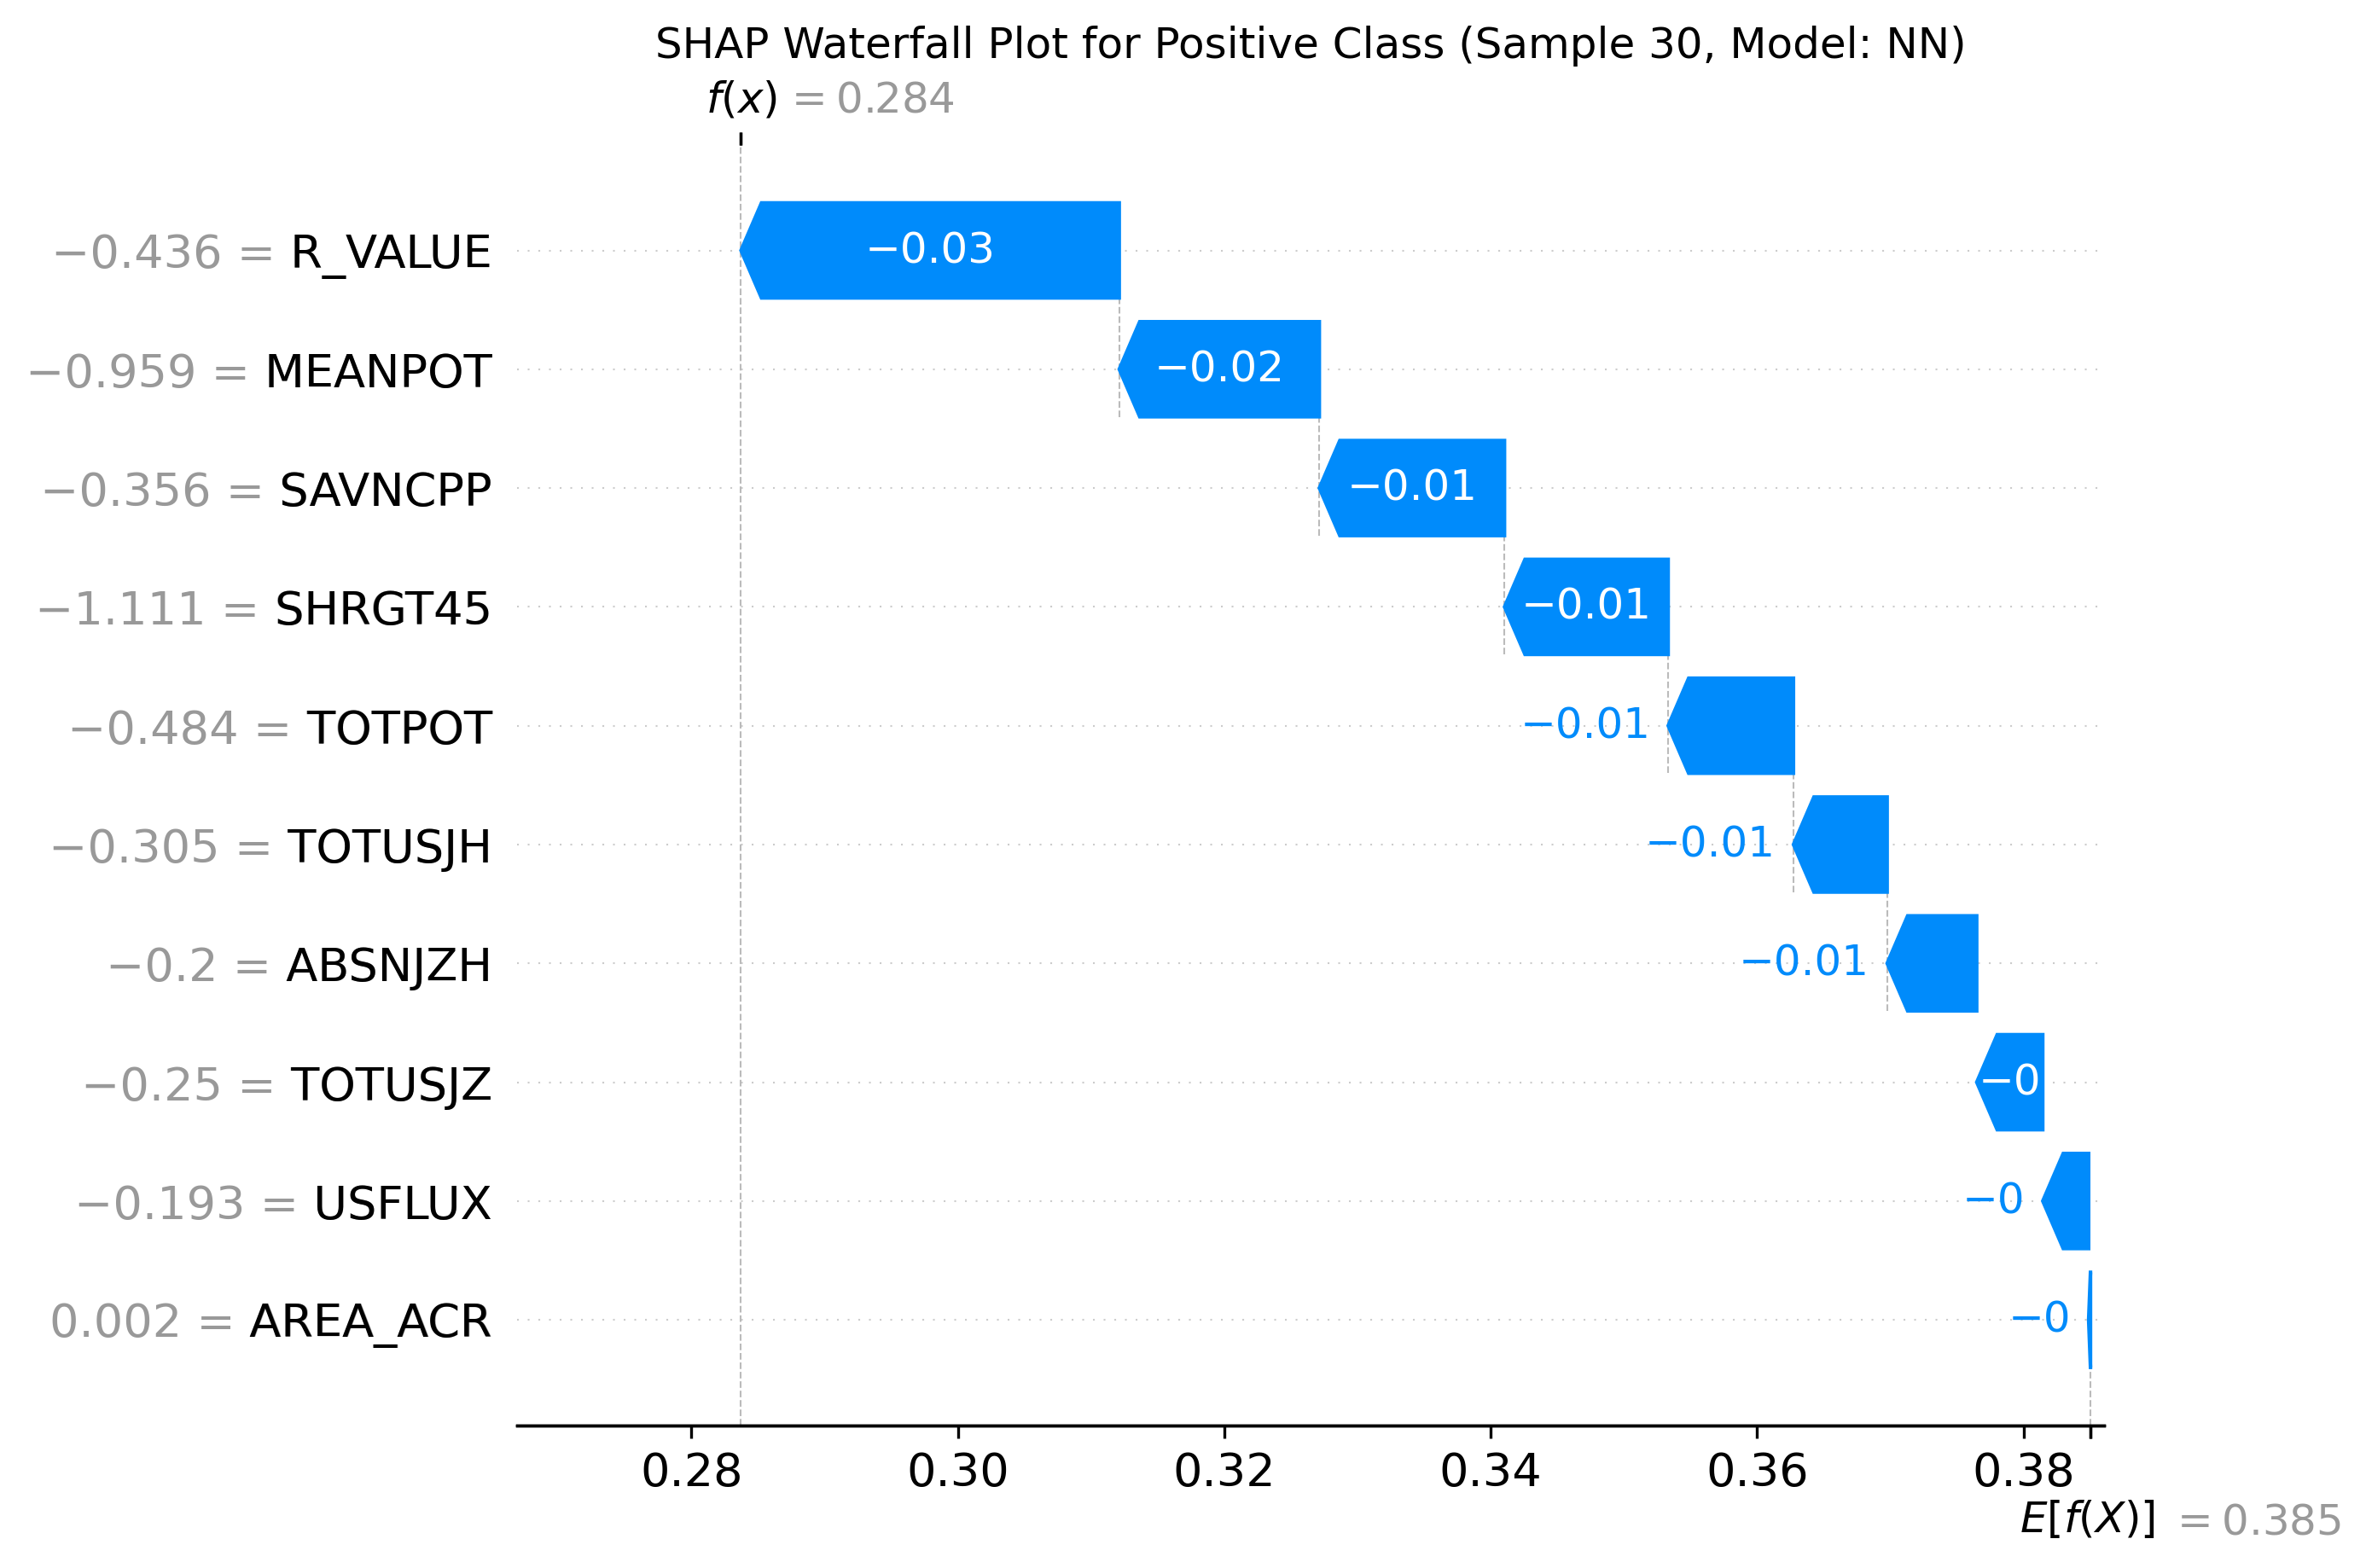 SHAP Waterfall Plot for Positive Class (Sample 30, Model: NN)
f(x) = 0.284
−0.436 = R_VALUE −0.03
−0.959 = MEANPOT −0.02
−0.356 = SAVNCPP −0.01
−1.111 = SHRGT45 −0.01
−0.484 = TOTPOT −0.01
−0.305 = TOTUSJH −0.01
−0.2 = ABSNJZH −0.01
−0.25 = TOTUSJZ −0
−0.193 = USFLUX −0
0.002 = AREA_ACR −0
0.28 0.30 0.32 0.34 0.36 0.38
E[f(X)] = 0.385